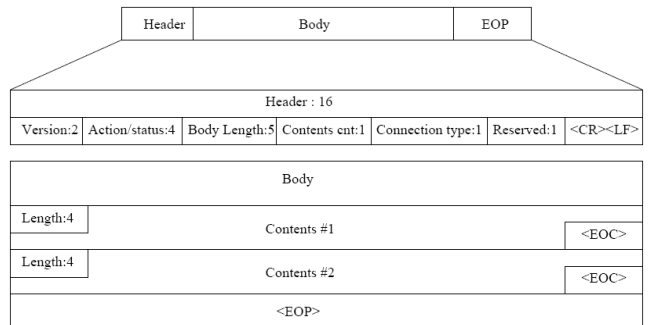 Header Body EOP
Header : 16
Version:2 Action/status:4 Body Length:5 Contents cnt:1 Connection type:1 Reserved:1 <CR><LF>
Body
Length:4
Contents #1
<EOC>
Length:4
Contents #2
<EOC>
<EOP>